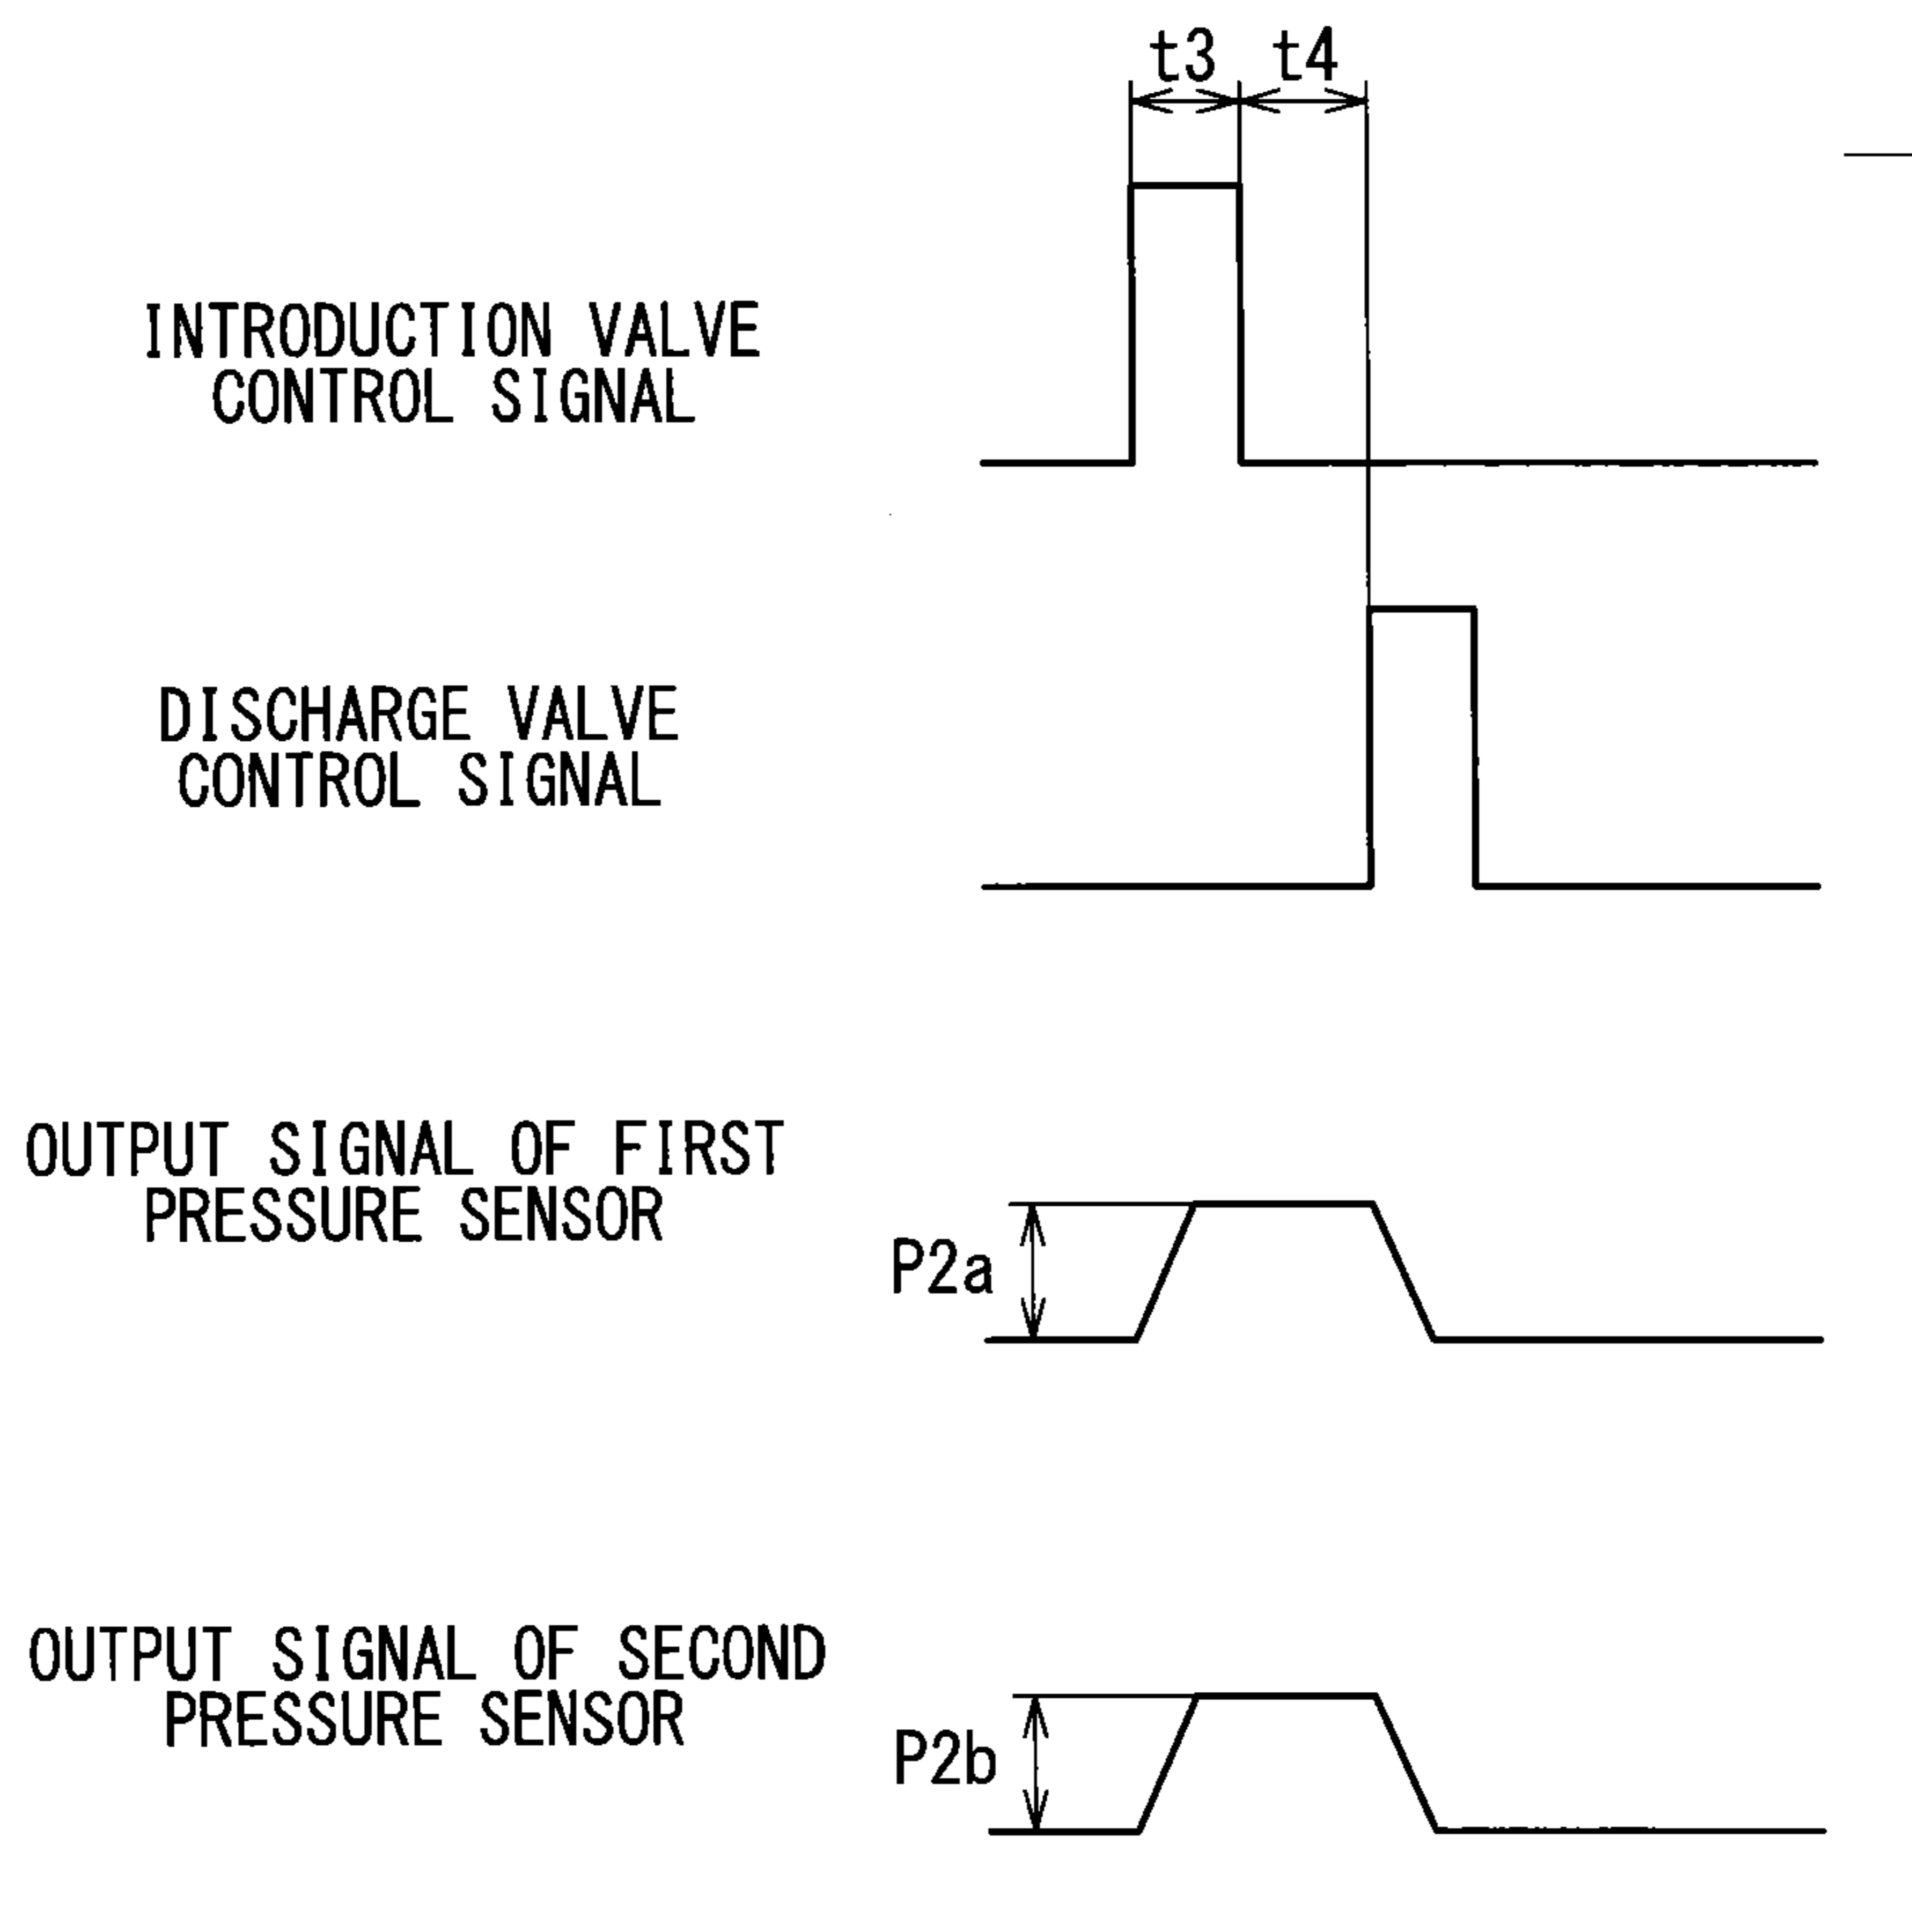 t3 t4
INTRODUCTION VALVE
CONTROL SIGNAL
DISCHARGE VALVE
CONTROL SIGNAL
OUTPUT SIGNAL OF FIRST
PRESSURE SENSOR
P2a
OUTPUT SIGNAL OF SECOND
PRESSURE SENSOR
P2b